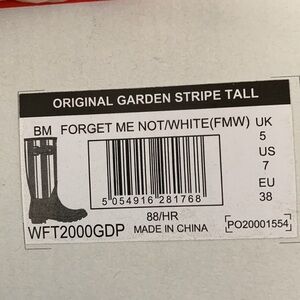 ORIGINAL GARDEN STRIPE TALL
BM FORGET ME NOT/WHITE(FMW) UK
5
US
7
EU
38
5 054916 281768
88/HR
WFT2000GDP MADE IN CHINA PO20001554